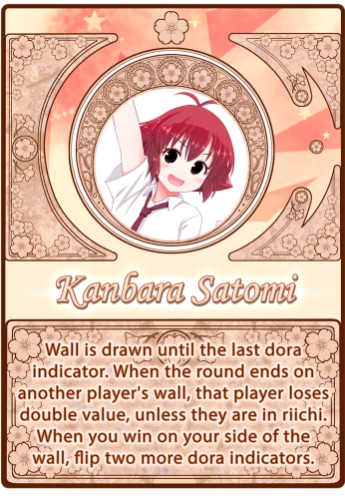 Kanbara Satomi
Wall is drawn until the last dora
indicator. When the round ends on
another player's wall, that player loses
double value, unless they are in riichi.
When you win on your side of the
wall, flip two more dora indicators.